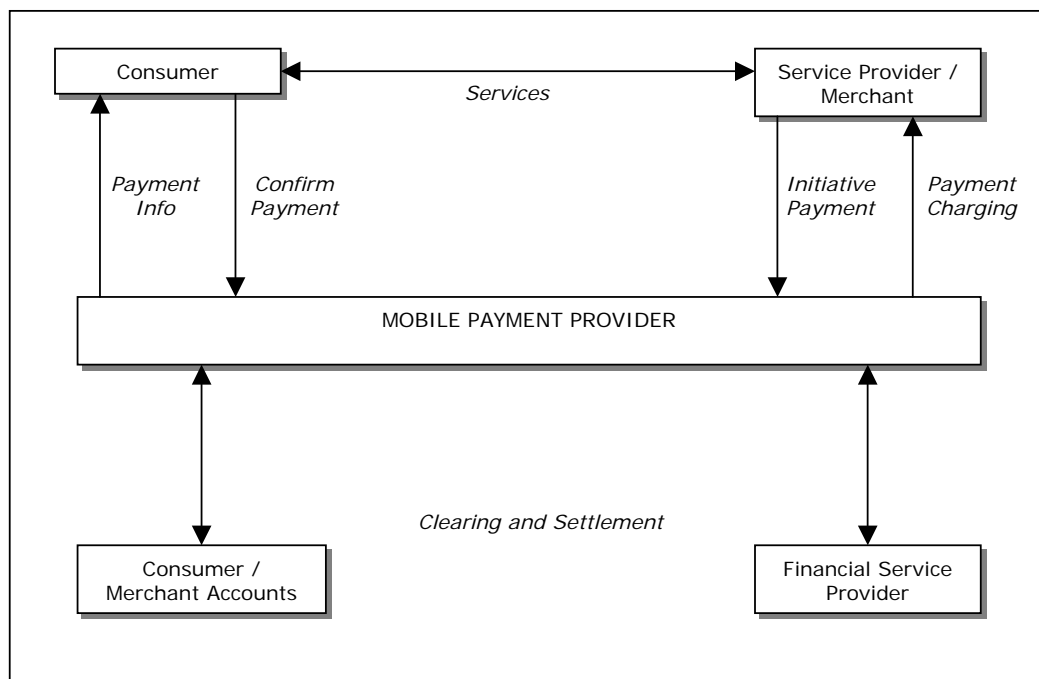 Consumer
Service Provider /
Merchant
Services
Payment
Info
Confirm
Payment
Initiative
Payment
Payment
Charging
MOBILE PAYMENT PROVIDER
Clearing and Settlement
Consumer /
Merchant Accounts
Financial Service
Provider